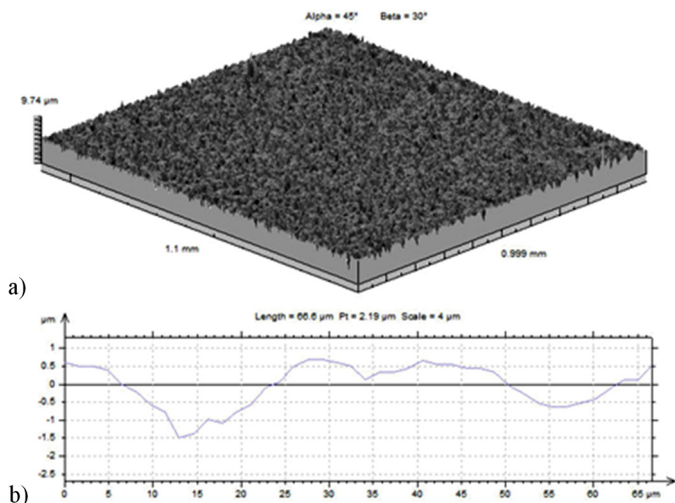 Alpha = 45° Beta = 30°
9.74 µm
1.1 mm
0.999 mm
a)
Length = 66.6 µm Pt = 2.19 µm Scale = 4 µm
µm
1
0.5
0
-0.5
-1
-1.5
-2
-2.5
0 5 10 15 20 25 30 35 40 45 50 55 60 65 µm
b)